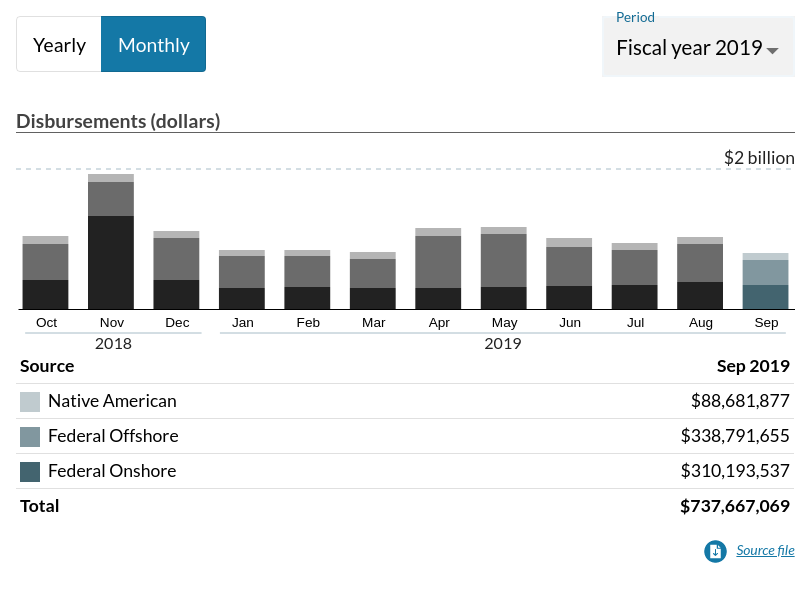 Yearly Monthly
Period
Fiscal year 2019
Disbursements (dollars)
$2 billion
Oct Nov Dec Jan Feb Mar Apr May Jun Jul Aug Sep
2018 2019
Source Sep 2019
Native American $88,681,877
Federal Offshore $338,791,655
Federal Onshore $310,193,537
Total $737,667,069
Source file